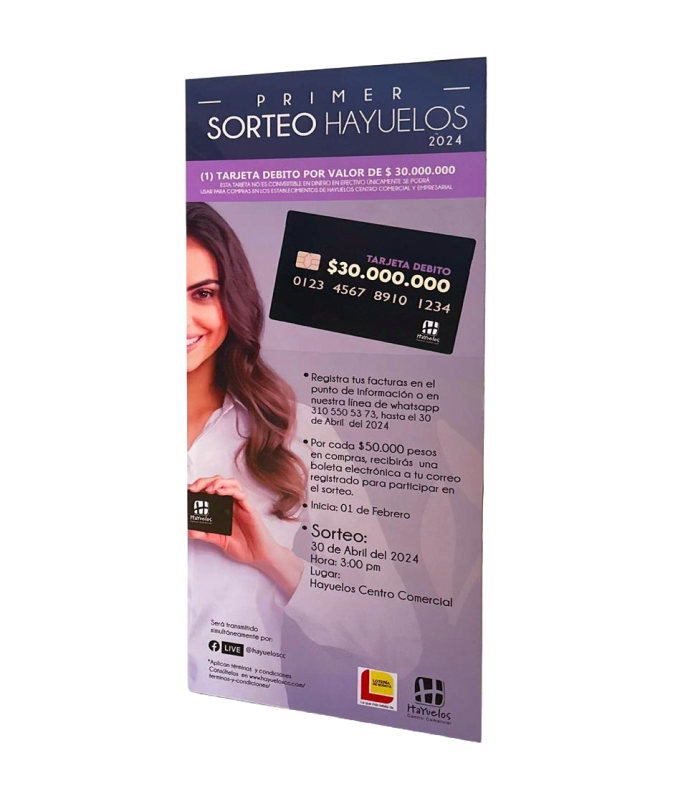 PRIMER
SORTEO HAYUELOS
2024
(1) TARJETA DEBITO POR VALOR DE $ 30.000.000
ESTA TARJETA NO ES CONVERTIBLE EN DINERO EN EFECTIVO ÚNICAMENTE SE PODRÁ
USAR PARA COMPRAS EN LOS ESTABLECIMIENTOS DE HAYUELOS CENTRO COMERCIAL Y EMPRESARIAL
TARJETA DEBITO
$30.000.000
0123 4567 8910 1234
HaYuelos
• Registra tus facturas en el
punto de información o en
nuestra línea de whatsapp
310 550 53 73, hasta el 30
de Abril del 2024
• Por cada $50.000 pesos
en compras, recibirás una
boleta electrónica a tu correo
registrado para participar en
el sorteo.
• Inicia: 01 de Febrero
• Sorteo:
30 de Abril del 2024
Hora: 3:00 pm
Lugar:
Hayuelos Centro Comercial
HaYuelos
Será transmitido
simultáneamente por:
LIVE @hayueloscc
*Aplican términos y condiciones
Consúltelos en www.hayueloscc.com/
terminos-y-condiciones/
LOTERÍA
DE BOGOTÁ
HaYuelos
Centro Comercial